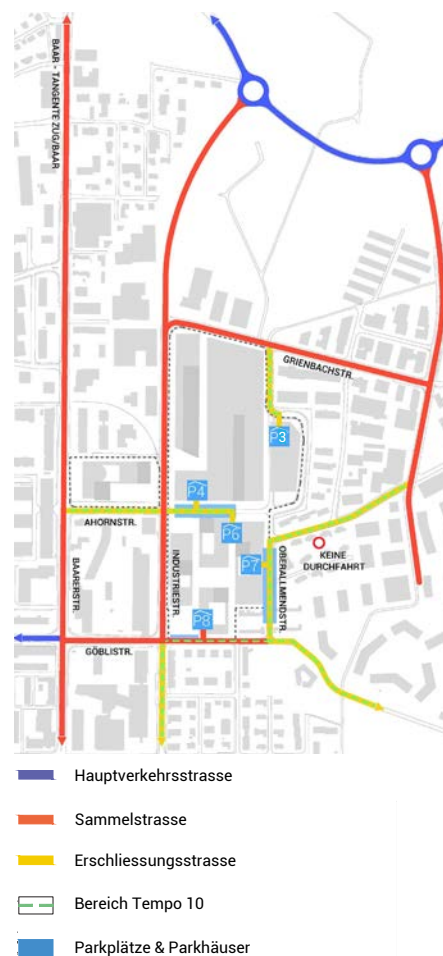 BAAR - TANGENTE ZUG/BAAR
GRIENBACHSTR.
P3
P4
AHORNSTR.
P6
KEINE
DURCHFAHRT
P7
OBERALLMENDSTR.
INDUSTRIESTR.
BAARERSTR.
P8
GÖBLISTR.
Hauptverkehrsstrasse
Sammelstrasse
Erschliessungsstrasse
Bereich Tempo 10
Parkplätze & Parkhäuser